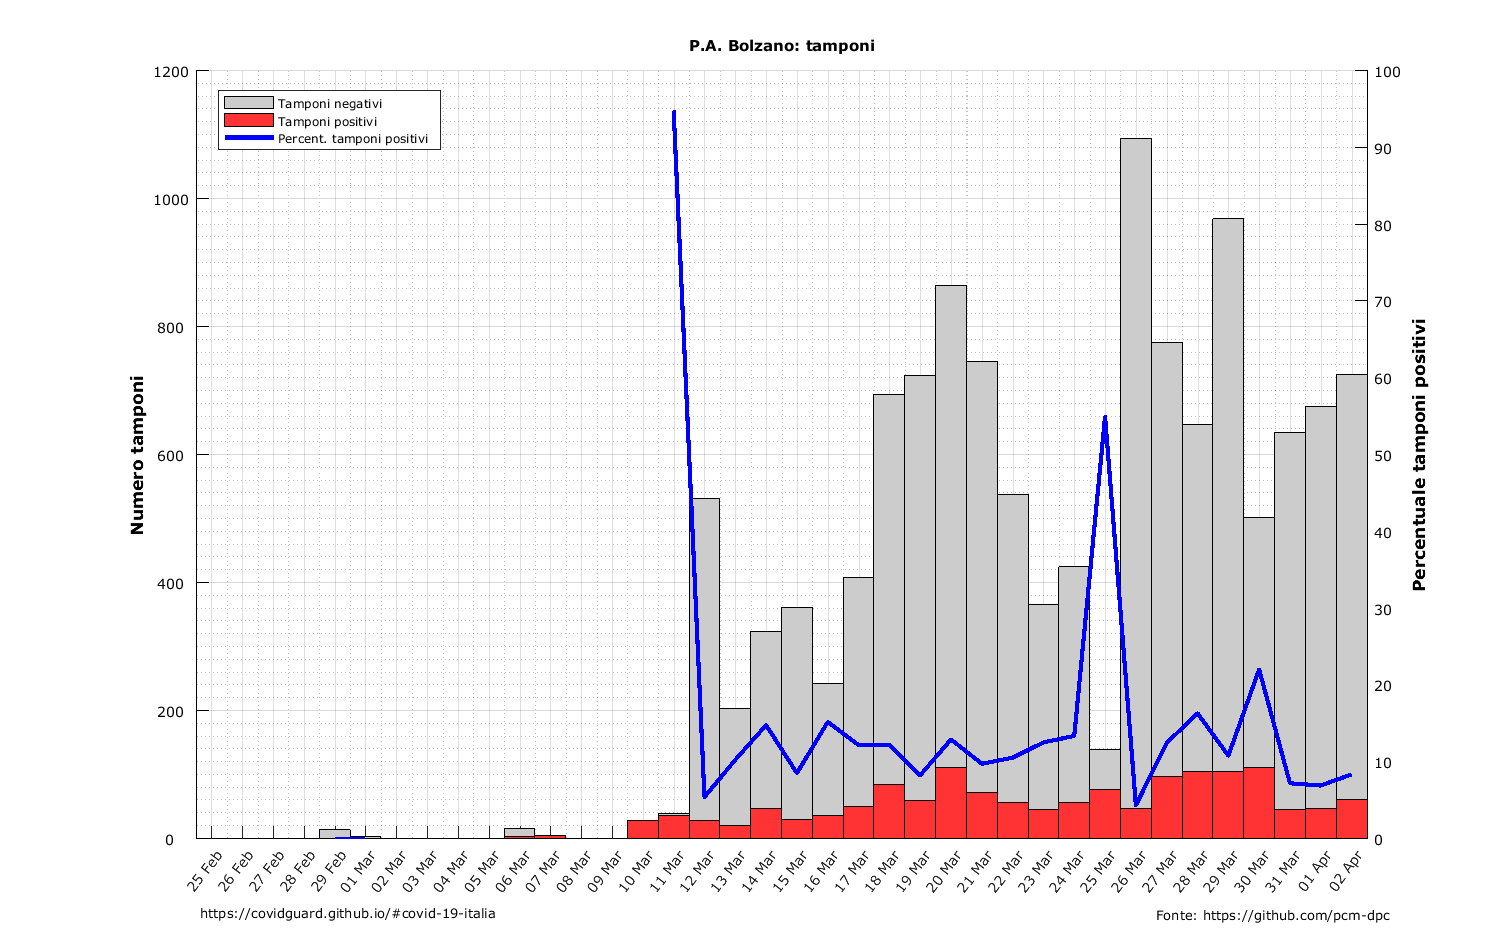 P.A. Bolzano: tamponi
Tamponi negativi
Tamponi positivi
Percent. tamponi positivi
Numero tamponi
1200
1000
800
600
400
200
0
100
90
80
70
60
50
40
30
20
10
0
Percentuale tamponi positivi
25 Feb
26 Feb
27 Feb
28 Feb
29 Feb
01 Mar
02 Mar
03 Mar
04 Mar
05 Mar
06 Mar
07 Mar
08 Mar
09 Mar
10 Mar
11 Mar
12 Mar
13 Mar
14 Mar
15 Mar
16 Mar
17 Mar
18 Mar
19 Mar
20 Mar
21 Mar
22 Mar
23 Mar
24 Mar
25 Mar
26 Mar
27 Mar
28 Mar
29 Mar
30 Mar
31 Mar
01 Apr
02 Apr
https://covidguard.github.io/#covid-19-italia
Fonte: https://github.com/pcm-dpc